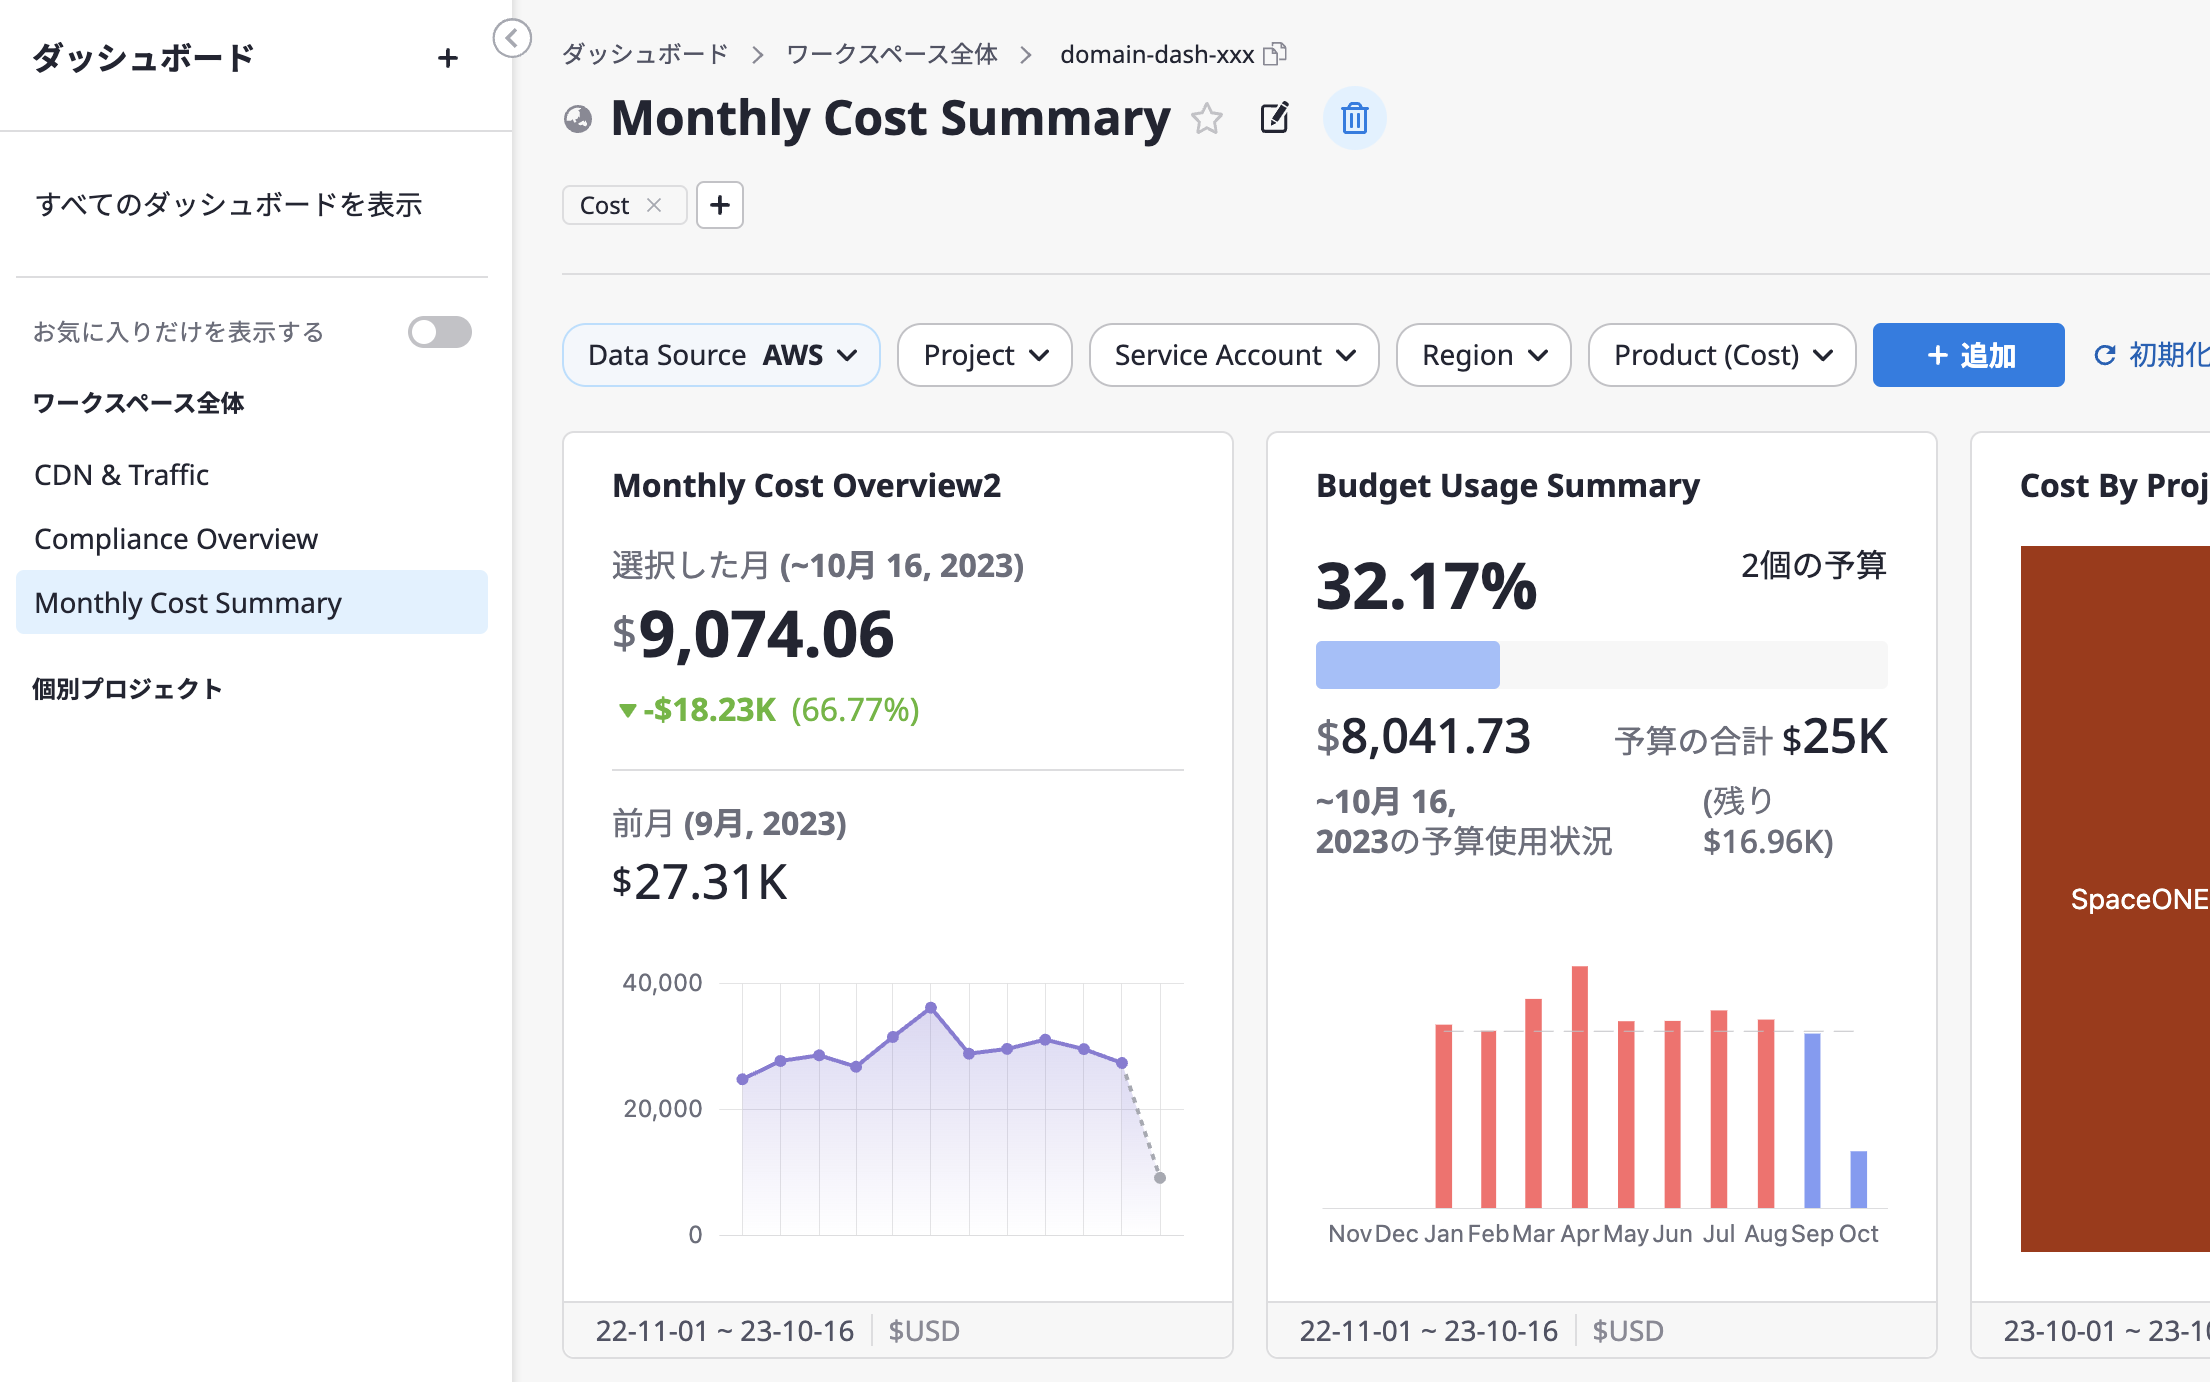 ダッシュボード
すべてのダッシュボードを表示
お気に入りだけを表示する
ワークスペース全体
CDN & Traffic
Compliance Overview
Monthly Cost Summary
個別プロジェクト
ダッシュボード > ワークスペース全体 > domain-dash-xxx
Monthly Cost Summary
Cost
Data Source AWS Project Service Account Region Product (Cost) + 追加 初期化
Monthly Cost Overview2
選択した月 (~10月 16, 2023)
$9,074.06
-$18.23K (66.77%)
前月 (9月, 2023)
$27.31K
40,000
20,000
0
22-11-01 ~ 23-10-16 $USD
Budget Usage Summary
32.17% 2個の予算
$8,041.73 予算の合計 $25K
~10月 16, (残り
2023の予算使用状況 $16.96K)
Nov Dec Jan Feb Mar Apr May Jun Jul Aug Sep Oct
22-11-01 ~ 23-10-16 $USD
Cost By Proj
SpaceONE
23-10-01 ~ 23-10